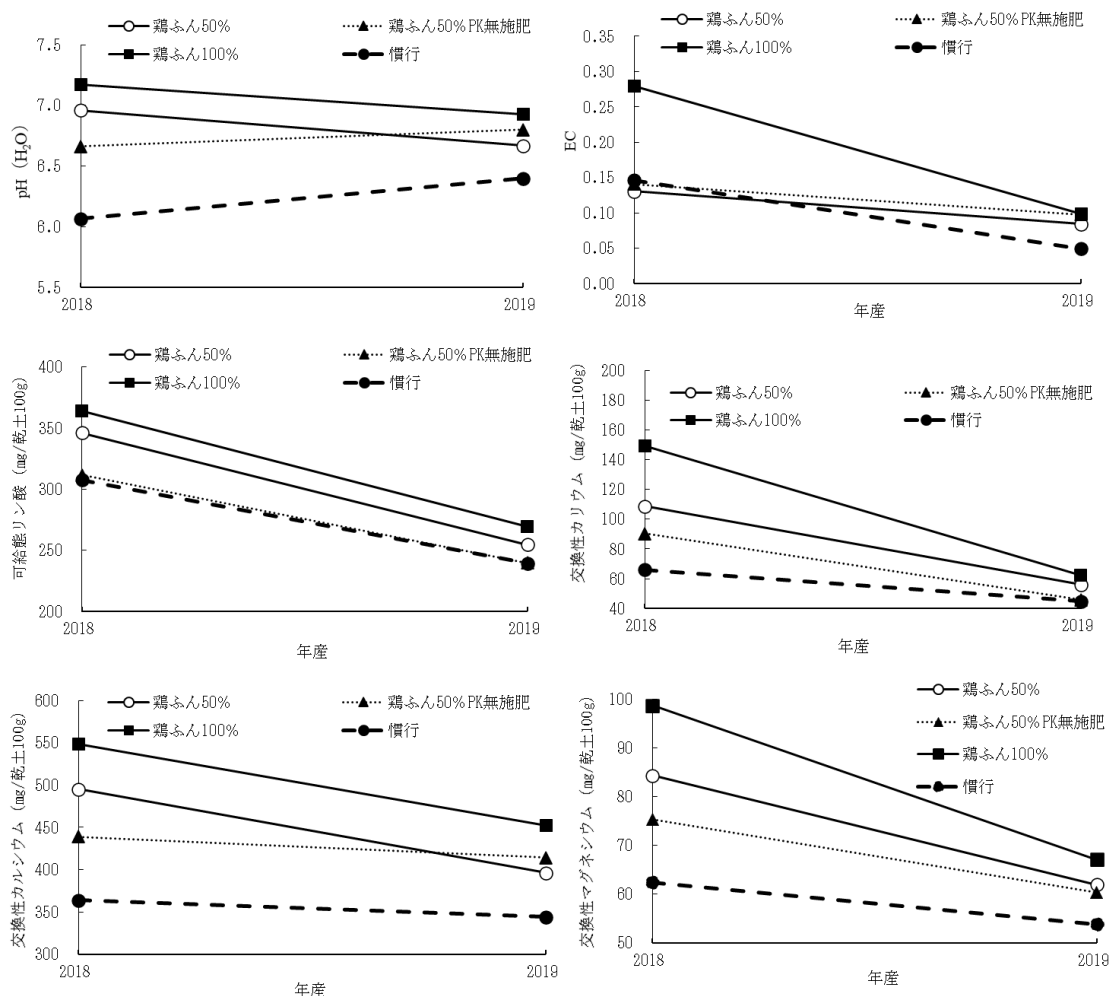 鶏ふん50%
鶏ふん50%PK無施肥
鶏ふん100%
慣行
7.5
7.0
6.5
6.0
5.5
pH (H₂O)
2018
2019
鶏ふん50%
鶏ふん50%PK無施肥
鶏ふん100%
慣行
0.35
0.30
0.25
0.20
0.15
0.10
0.05
0.00
EC
2018
2019
年産
鶏ふん50%
鶏ふん50%PK無施肥
鶏ふん100%
慣行
400
350
300
250
200
可給態リン酸 (mg/乾土100g)
2018
2019
年産
鶏ふん50%
鶏ふん50%PK無施肥
鶏ふん100%
慣行
200
180
160
140
120
100
80
60
40
交換性カリウム (mg/乾土100g)
2018
2019
年産
鶏ふん50%
鶏ふん50%PK無施肥
鶏ふん100%
慣行
600
550
500
450
400
350
300
交換性カルシウム (mg/乾土100g)
2018
2019
年産
鶏ふん50%
鶏ふん50%PK無施肥
鶏ふん100%
慣行
100
90
80
70
60
50
交換性マグネシウム (mg/乾土100g)
2018
2019
年産